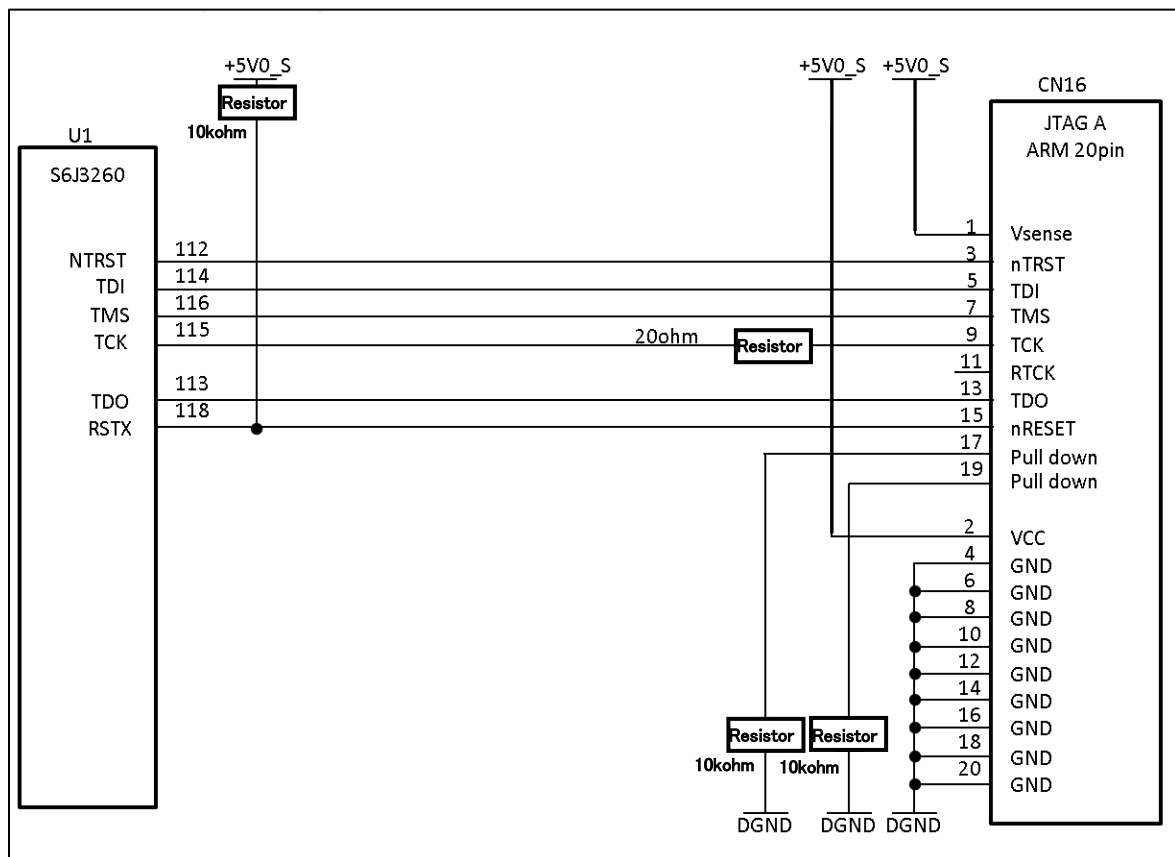 +5V0_S
+5V0_S
+5V0_S
Resistor
10kohm
CN16
JTAG A
ARM 20pin
U1
S6J3260
1
Vsense
NTRST
112
3
nTRST
TDI
114
5
TDI
TMS
116
7
TMS
TCK
115
20ohm
Resistor
9
TCK
11
RTCK
TDO
113
13
TDO
RSTX
118
15
nRESET
17
Pull down
19
Pull down
2
VCC
4
GND
6
GND
8
GND
10
GND
12
GND
14
GND
16
GND
18
GND
20
GND
Resistor
10kohm
Resistor
10kohm
DGND
DGND
DGND